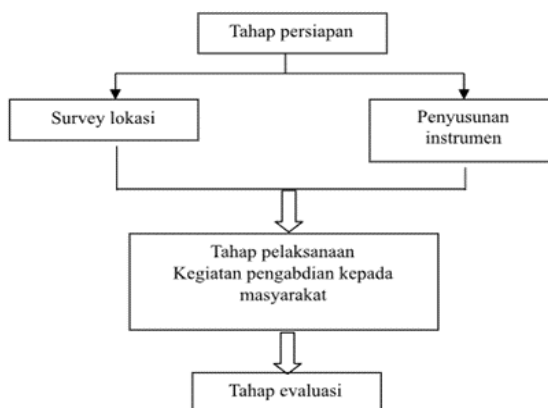 Tahap persiapan
Survey lokasi
Penyusunan
instrumen
Tahap pelaksanaan
Kegiatan pengabdian kepada
masyarakat
Tahap evaluasi